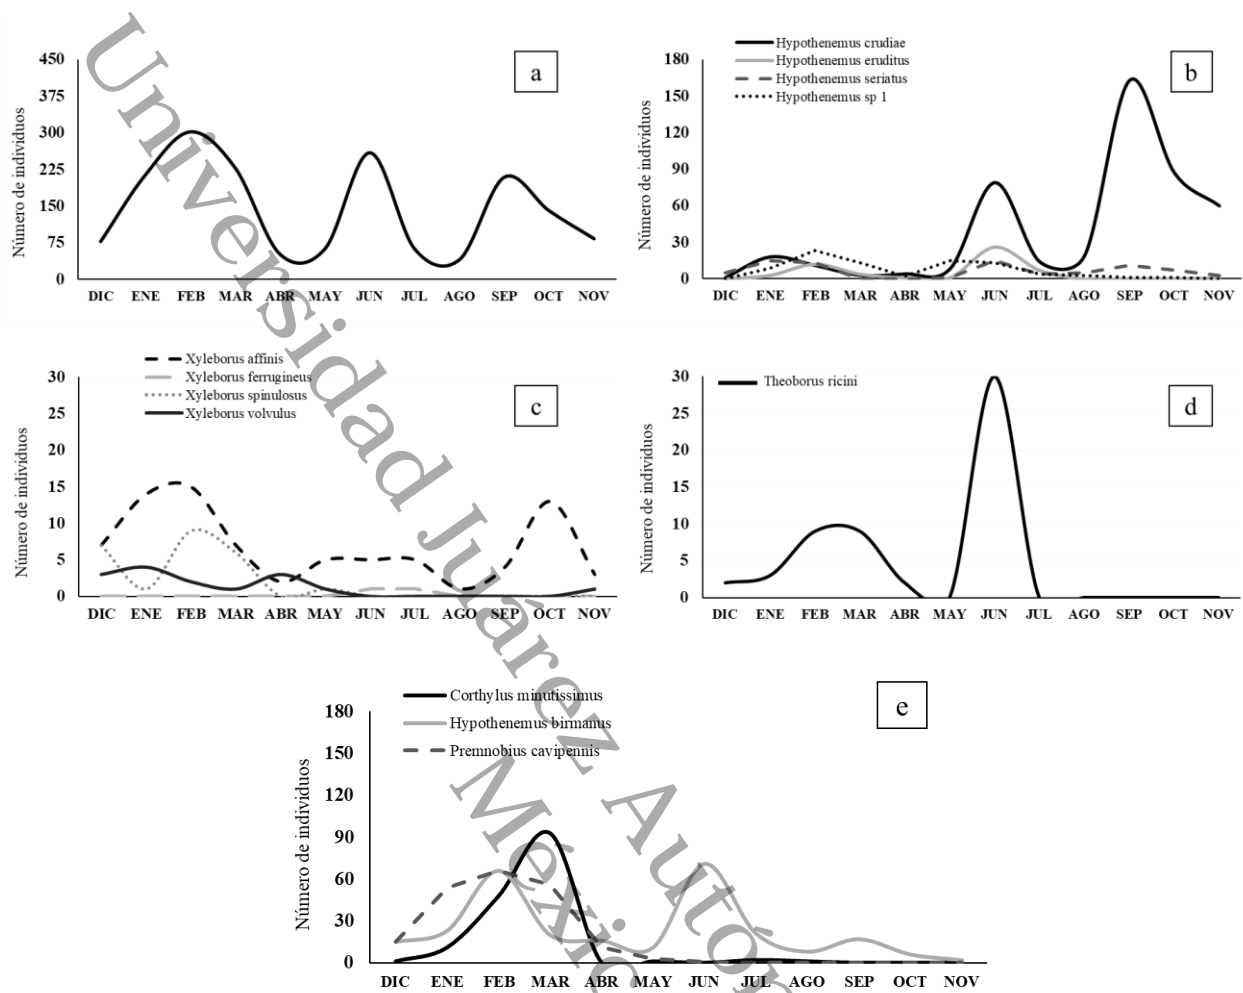 a
Número de individuos
450
375
300
225
150
75
0
DIC ENE FEB MAR ABR MAY JUN JUL AGO SEP OCT NOV
b
Hypothenemus crudiae
Hypothenemus eruditus
Hypothenemus seriatus
Hypothenemus sp 1
Número de individuos
180
150
120
90
60
30
0
DIC ENE FEB MAR ABR MAY JUN JUL AGO SEP OCT NOV
c
Xyleborus affinis
Xyleborus ferrugineus
Xyleborus spinulosus
Xyleborus volvulus
Número de individuos
30
25
20
15
10
5
0
DIC ENE FEB MAR ABR MAY JUN JUL AGO SEP OCT NOV
d
Theoborus ricini
Número de individuos
30
25
20
15
10
5
0
DIC ENE FEB MAR ABR MAY JUN JUL AGO SEP OCT NOV
e
Corthylus minutissimus
Hypothenemus birmanus
Premnobius cavipennis
Número de individuos
180
150
120
90
60
30
0
DIC ENE FEB MAR ABR MAY JUN JUL AGO SEP OCT NOV
Universidad Juárez Autón
Méxic